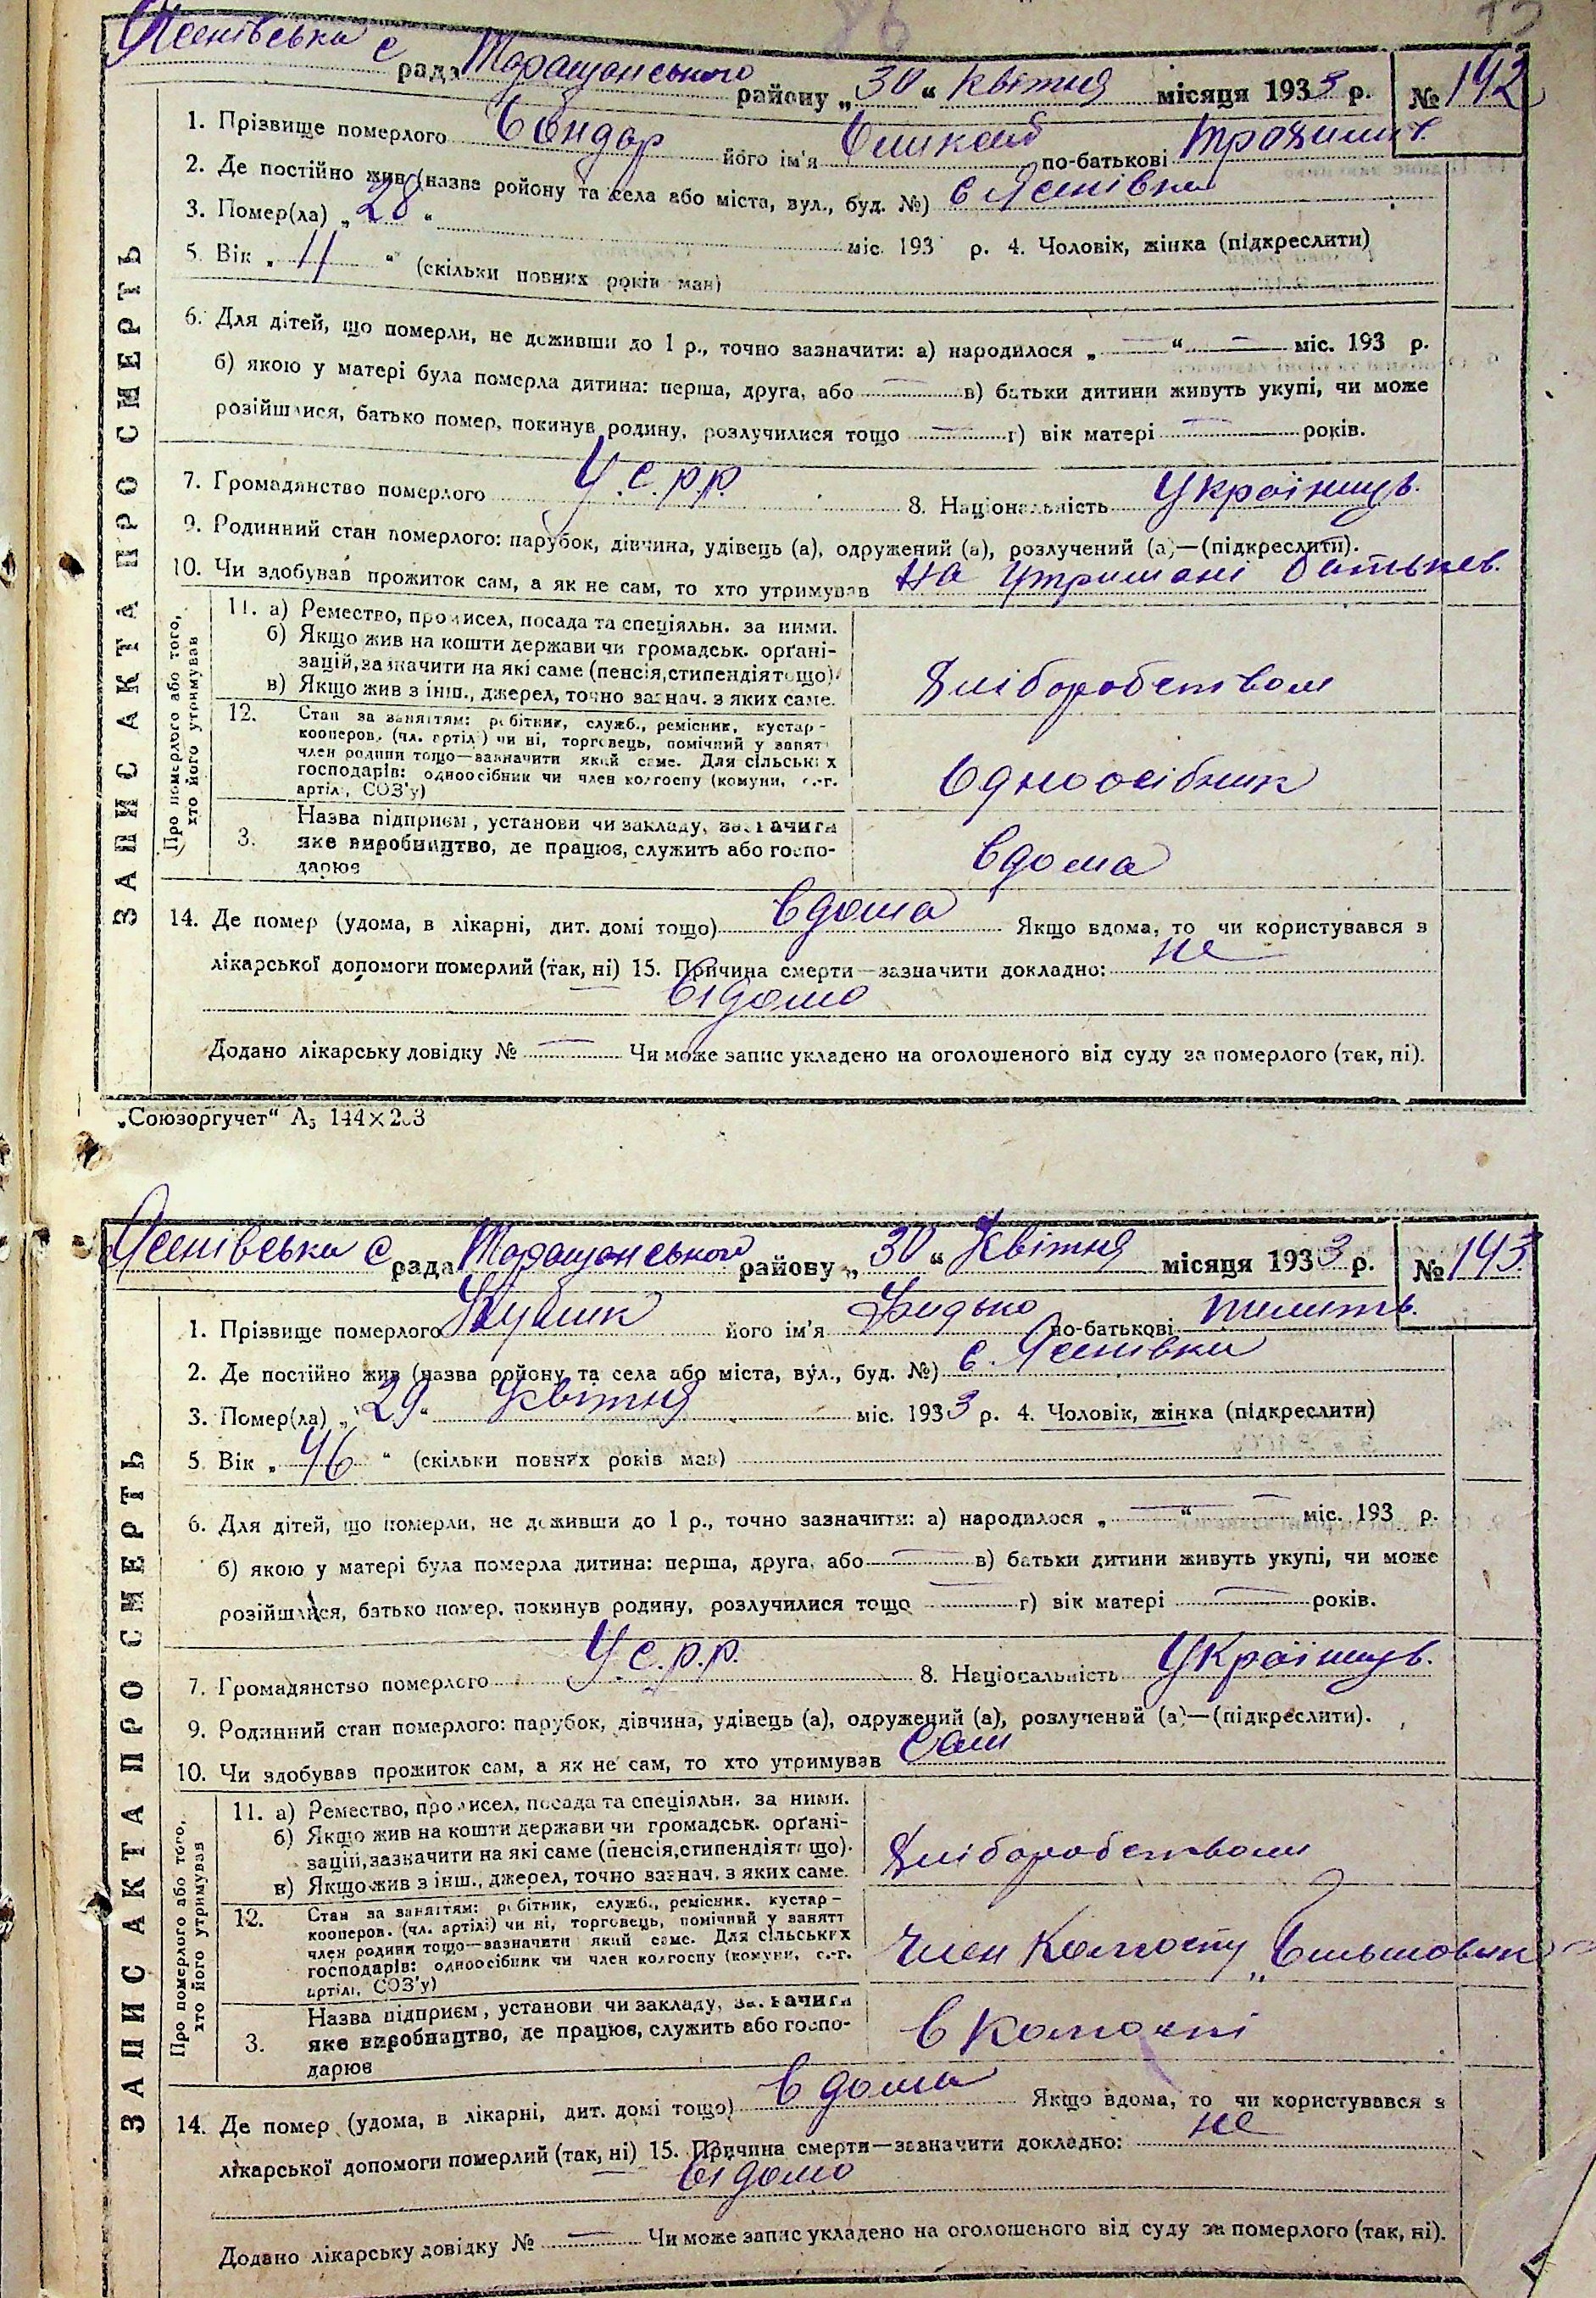 Ясенівська с рада Таращанського району „30“ Квітня місяця 1933 р. № 142
1. Прізвище померлого Бондар його ім'я по-батькові
2. Де постійно жив (назва району та села або міста, вул., буд. №) с Ясенівка
3. Помер(ла) „28“ міс. 193 р. 4. Чоловік, жінка (підкреслити)
5. Вік „11“ (скільки повних років мав)
6. Для дітей, що померли, не доживши до 1 р., точно зазначити: а) народилося „—“ — міс. 193 р.
б) якою у матері була померла дитина: перша, друга, або — в) батьки дитини живуть укупі, чи може
розійшлися, батько помер, покинув родину, розлучилися тощо — г) вік матері — років.
7. Громадянство померлого У.С.Р.Р. 8. Національність Українець.
9. Родинний стан померлого: парубок, дівчина, удівець (а), одружений (а), розлучений (а)—(підкреслити).
10. Чи здобував прожиток сам, а як не сам, то хто утримував На утримані батьків.
ЗАПИС АКТА ПРО СМЕРТЬ
(Про померлого або того, хто його утримував
11. а) Ремество, промисел, посада та спеціяльн. за ними.
б) Якщо жив на кошти держави чи громадськ. орґані-
зацій, зазначити на які саме (пенсія, стипендія тощо)
в) Якщо жив з інш., джерел, точно зазнач. з яких саме.
Хліборобством
12. Стан за заняттям: робітник, служб., ремісник, кустар-
кооперов. (чл. артілі) чи ні, торговець, помічний у занятт
член родини тощо—зазначити який саме. Для сільських
господарів: одноосібник чи член колгоспу (комуни, с.-г.
артілі, СОЗ'у)
Одноосібник
3. Назва підприєм, установи чи закладу, зазначити
яке виробництво, де працює, служить або госпо-
дарює
вдома
14. Де помер (удома, в лікарні, дит. домі тощо) вдома Якщо вдома, то чи користувався з
лікарської допомоги померлий (так, ні) 15. Причина смерти—зазначити докладно: не
відомо
Додано лікарську довідку № — Чи може запис укладено на оголошеного від суду за померлого (так, ні).
„Союзоргучет“ А₅ 144×203
Ясенівська с рада Таращанського району „30“ Квітня місяця 1933 р. № 143
1. Прізвище померлого його ім'я Федько по-батькові
2. Де постійно жив (назва району та села або міста, вул., буд. №) с. Ясенівка
3. Помер(ла) „29“ Квітня міс. 1933 р. 4. Чоловік, жінка (підкреслити)
5. Вік „46“ (скільки повних років мав)
6. Для дітей, що померли, не доживши до 1 р., точно зазначити: а) народилося „—“ — міс. 193 р.
б) якою у матері була померла дитина: перша, друга, або — в) батьки дитини живуть укупі, чи може
розійшлися, батько помер, покинув родину, розлучилися тощо — г) вік матері — років.
7. Громадянство померлого У.С.Р.Р. 8. Національність Українець.
9. Родинний стан померлого: парубок, дівчина, удівець (а), одружений (а), розлучений (а)—(підкреслити).
10. Чи здобував прожиток сам, а як не сам, то хто утримував Сам
ЗАПИС АКТА ПРО СМЕРТЬ
Про померлого або того, хто його утримував
11. а) Ремество, промисел, посада та спеціяльн. за ними.
б) Якщо жив на кошти держави чи громадськ. орґані-
зацій, зазначити на які саме (пенсія, стипендія тощо).
в) Якщо жив з інш., джерел, точно зазнач. з яких саме.
Хліборобством
12. Стан за заняттям: робітник, служб., ремісник, кустар-
кооперов. (чл. артілі) чи ні, торговець, помічний у занятт
член родини тощо—зазначити який саме. Для сільських
господарів: одноосібник чи член колгоспу (комуни, с.-г.
артілі, СОЗ'у)
Член Колгоспу „Більшовик
3. Назва підприєм, установи чи закладу, зазначити
яке виробництво, де працює, служить або госпо-
дарює
в Колгоспі
14. Де помер (удома, в лікарні, дит. домі тощо) вдома Якщо вдома, то чи користувався з
лікарської допомоги померлий (так, ні) 15. Причина смерти—зазначити докладно: не
відомо
Додано лікарську довідку № — Чи може запис укладено на оголошеного від суду за померлого (так, ні).